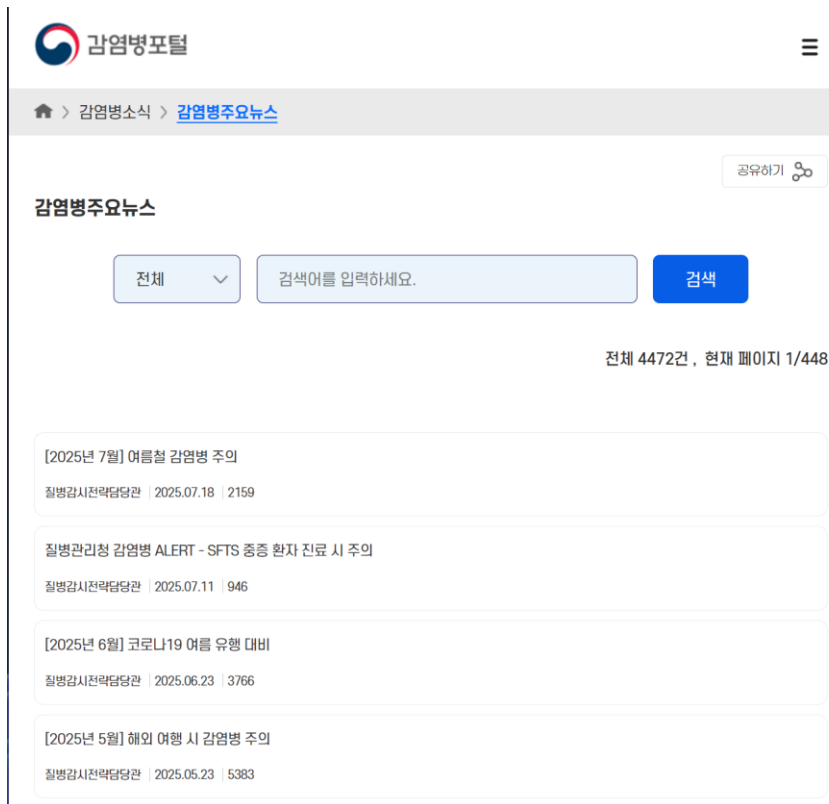 감염병포털
감염병소식 > 감염병주요뉴스
공유하기
감염병주요뉴스
전체
검색어를 입력하세요.
검색
전체 4472건 , 현재 페이지 1/448
[2025년 7월] 여름철 감염병 주의
질병감시전략담당관 2025.07.18 2159
질병관리청 감염병 ALERT - SFTS 중증 환자 진료 시 주의
질병감시전략담당관 2025.07.11 946
[2025년 6월] 코로나19 여름 유행 대비
질병감시전략담당관 2025.06.23 3766
[2025년 5월] 해외 여행 시 감염병 주의
질병감시전략담당관 2025.05.23 5383